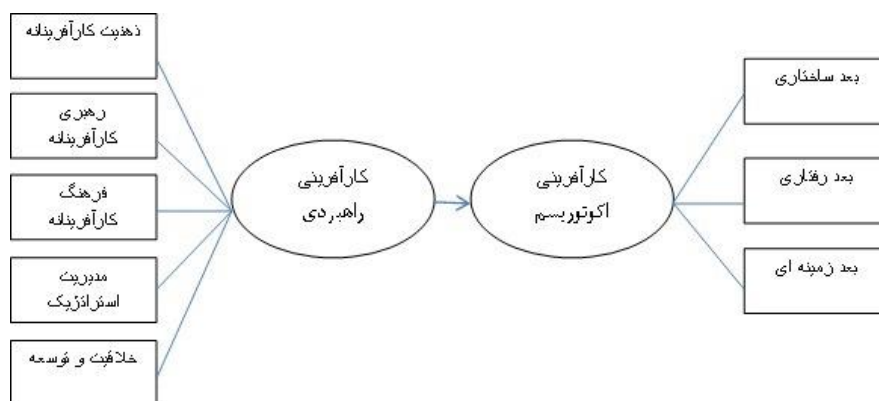 ذهنیت کارآفرینانه
رهبری
کارآفرینانه
فرهنگ
کارآفرینانه
مدیریت
استراتژیک
خلاقیت و توسعه
کارآفرینی
راهبردی
کارآفرینی
اکوتوریسم
بعد ساختاری
بعد رفتاری
بعد زمینه ای